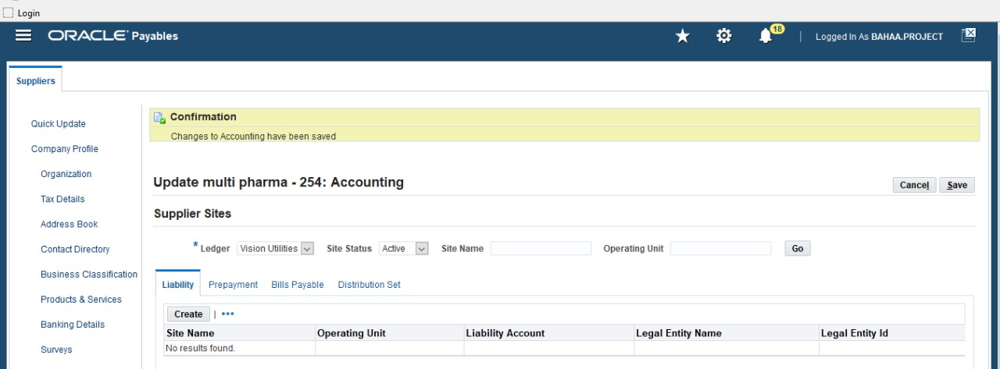 Login
ORACLE® Payables
18
Logged In As BAHAA.PROJECT
Suppliers
Quick Update
Company Profile
Organization
Tax Details
Address Book
Contact Directory
Business Classification
Products & Services
Banking Details
Surveys
Confirmation
Changes to Accounting have been saved
Update multi pharma - 254: Accounting
Cancel Save
Supplier Sites
* Ledger Vision Utilities Site Status Active Site Name Operating Unit Go
Liability Prepayment Bills Payable Distribution Set
Create | •••
Site Name Operating Unit Liability Account Legal Entity Name Legal Entity Id
No results found.